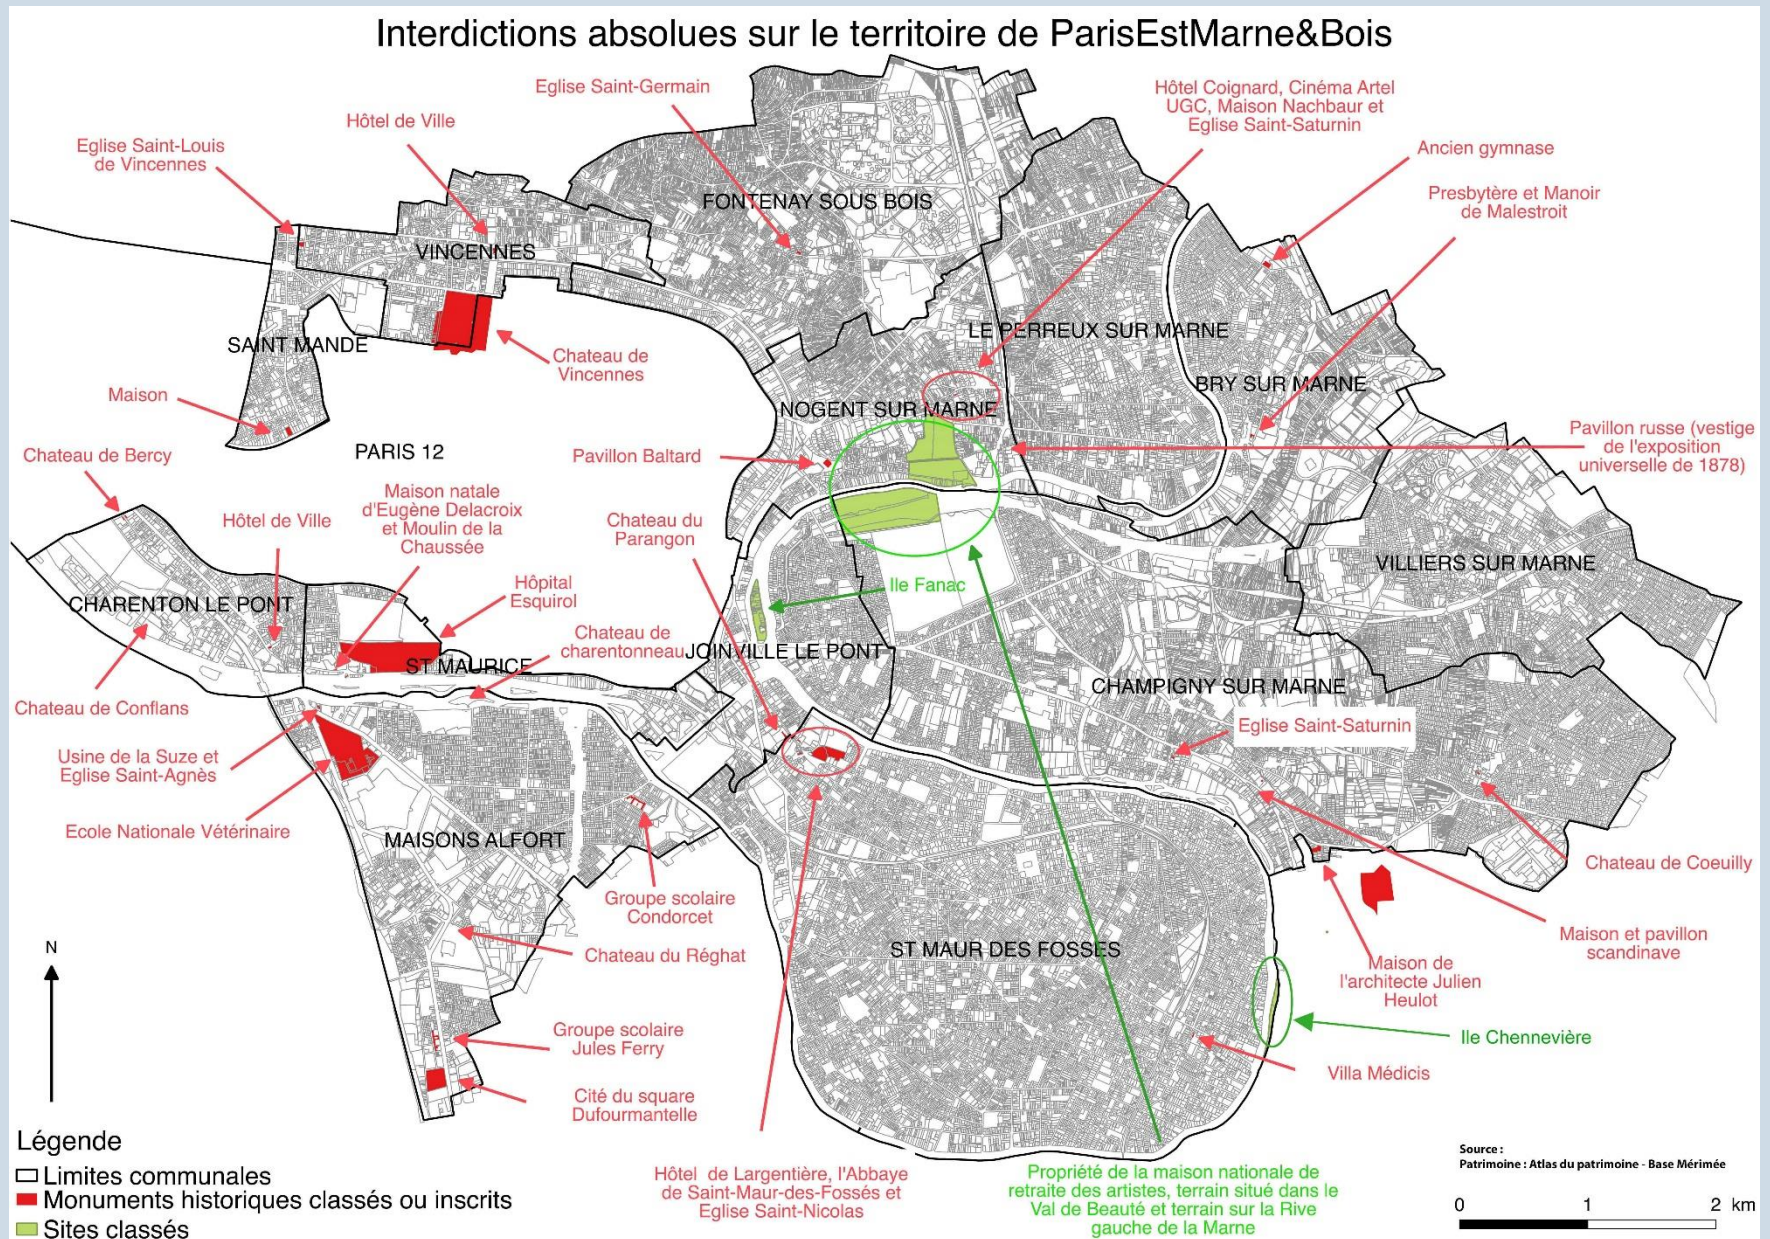 Interdictions absolues sur le territoire de ParisEstMarne&Bois
Eglise Saint-Germain
Hôtel Coignard, Cinéma Artel
UGC, Maison Nachbaur et
Eglise Saint-Saturnin
Hôtel de Ville
Eglise Saint-Louis
de Vincennes
Ancien gymnase
Presbytère et Manoir
de Malestroit
FONTENAY SOUS BOIS
VINCENNES
LE PERREUX SUR MARNE
SAINT MANDE
Chateau de
Vincennes
BRY SUR MARNE
Maison
NOGENT SUR MARNE
PARIS 12
Pavillon russe (vestige
de l'exposition
universelle de 1878)
Chateau de Bercy
Pavillon Baltard
Maison natale
d'Eugène Delacroix
et Moulin de la
Chaussée
Hôtel de Ville
Chateau du
Parangon
VILLIERS SUR MARNE
Ile Fanac
Hôpital
Esquirol
CHARENTON LE PONT
Chateau de
charentonneau
JOINVILLE LE PONT
ST MAURICE
CHAMPIGNY SUR MARNE
Chateau de Conflans
Eglise Saint-Saturnin
Usine de la Suze et
Eglise Saint-Agnès
Ecole Nationale Vétérinaire
MAISONS ALFORT
Chateau de Coeuilly
Groupe scolaire
Condorcet
Maison et pavillon
scandinave
N
Chateau du Réghat
ST MAUR DES FOSSES
Maison de
l'architecte Julien
Heulot
Groupe scolaire
Jules Ferry
Ile Chennevière
Villa Médicis
Cité du square
Dufourmantelle
Légende
Limites communales
Monuments historiques classés ou inscrits
Sites classés
Hôtel de Largentière, l'Abbaye
de Saint-Maur-des-Fossés et
Eglise Saint-Nicolas
Propriété de la maison nationale de
retraite des artistes, terrain situé dans le
Val de Beauté et terrain sur la Rive
gauche de la Marne
Source :
Patrimoine : Atlas du patrimoine - Base Mérimée
0 1 2 km